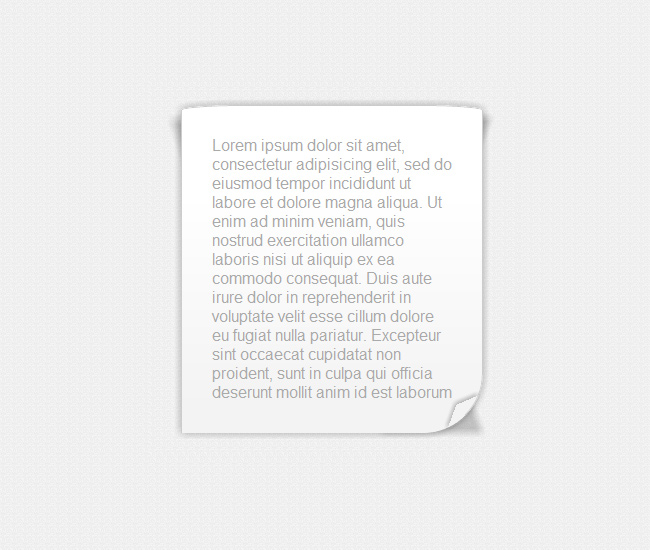 Lorem ipsum dolor sit amet,
consectetur adipisicing elit, sed do
eiusmod tempor incididunt ut
labore et dolore magna aliqua. Ut
enim ad minim veniam, quis
nostrud exercitation ullamco
laboris nisi ut aliquip ex ea
commodo consequat. Duis aute
irure dolor in reprehenderit in
voluptate velit esse cillum dolore
eu fugiat nulla pariatur. Excepteur
sint occaecat cupidatat non
proident, sunt in culpa qui officia
deserunt mollit anim id est laborum